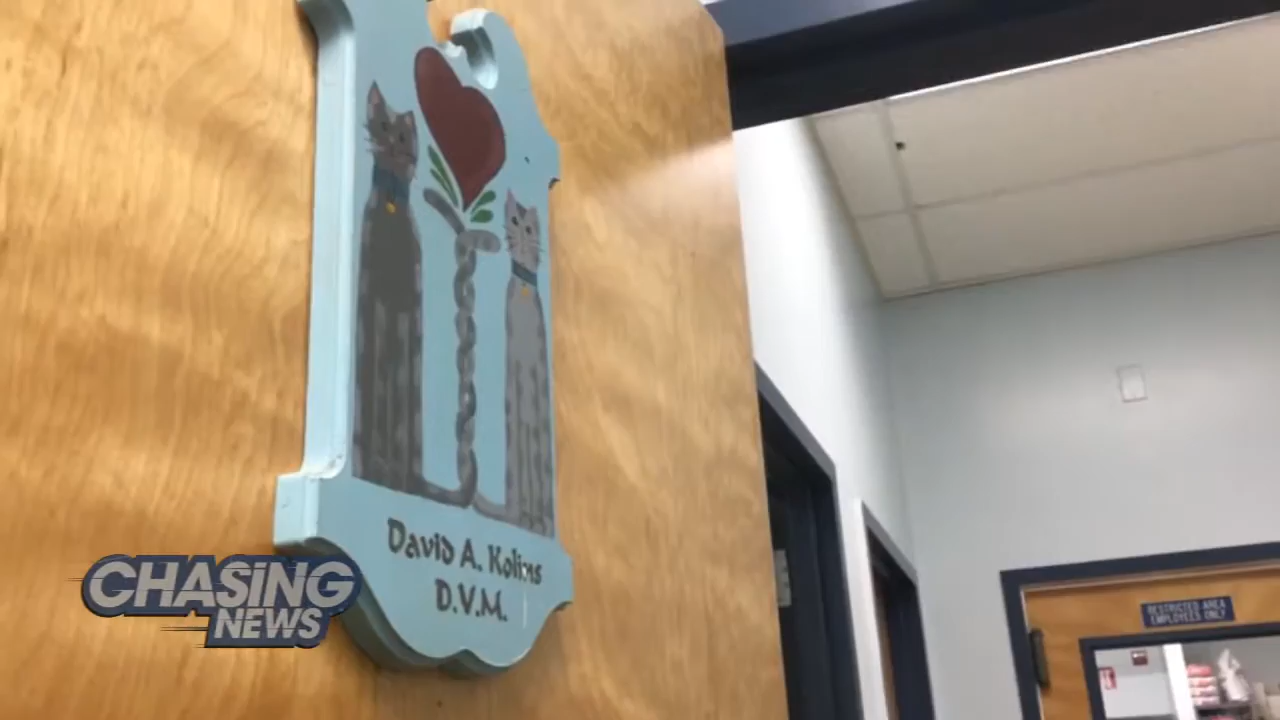 David A. Kolins
D.V.M.
CHASING
NEWS
RESTRICTED AREA
EMPLOYEES ONLY